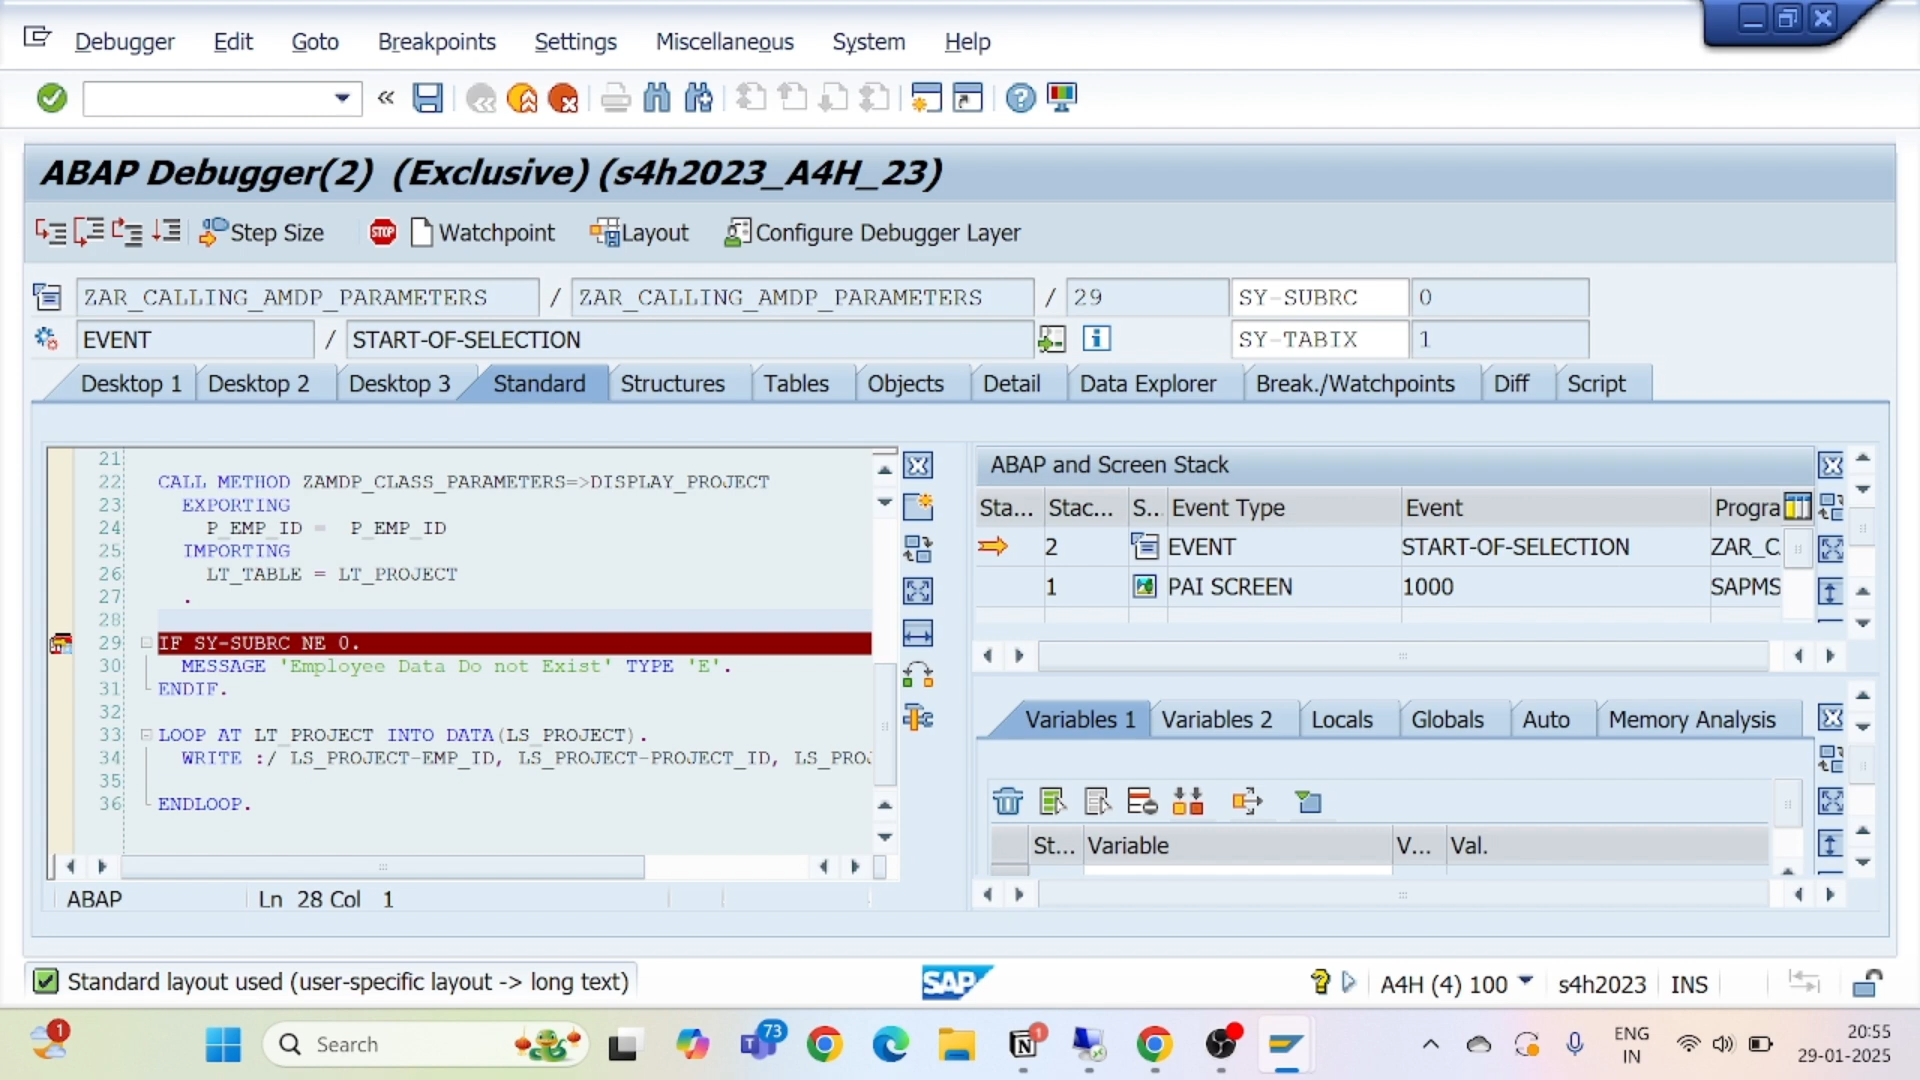 Debugger Edit Goto Breakpoints Settings Miscellaneous System Help
ABAP Debugger(2) (Exclusive) (s4h2023_A4H_23)
Step Size STOP Watchpoint Layout Configure Debugger Layer
ZAR_CALLING_AMDP_PARAMETERS / ZAR_CALLING_AMDP_PARAMETERS / 29 SY-SUBRC 0
EVENT / START-OF-SELECTION SY-TABIX 1
Desktop 1 Desktop 2 Desktop 3 Standard Structures Tables Objects Detail Data Explorer Break./Watchpoints Diff Script
21
22 CALL METHOD ZAMDP_CLASS_PARAMETERS=>DISPLAY_PROJECT
23 EXPORTING
24 P_EMP_ID = P_EMP_ID
25 IMPORTING
26 LT_TABLE = LT_PROJECT
27 .
28
29 IF SY-SUBRC NE 0.
30 MESSAGE 'Employee Data Do not Exist' TYPE 'E'.
31 ENDIF.
32
33 LOOP AT LT_PROJECT INTO DATA(LS_PROJECT).
34 WRITE :/ LS_PROJECT-EMP_ID, LS_PROJECT-PROJECT_ID, LS_PROJ
35
36 ENDLOOP.
ABAP Ln 28 Col 1
ABAP and Screen Stack
Sta... Stac... S.. Event Type Event Progra
2 EVENT START-OF-SELECTION ZAR_C
1 PAI SCREEN 1000 SAPMS
Variables 1 Variables 2 Locals Globals Auto Memory Analysis
St... Variable V... Val.
Standard layout used (user-specific layout -> long text)
SAP
A4H (4) 100 s4h2023 INS
1 Search 73 1
ENG
IN
20:55
29-01-2025